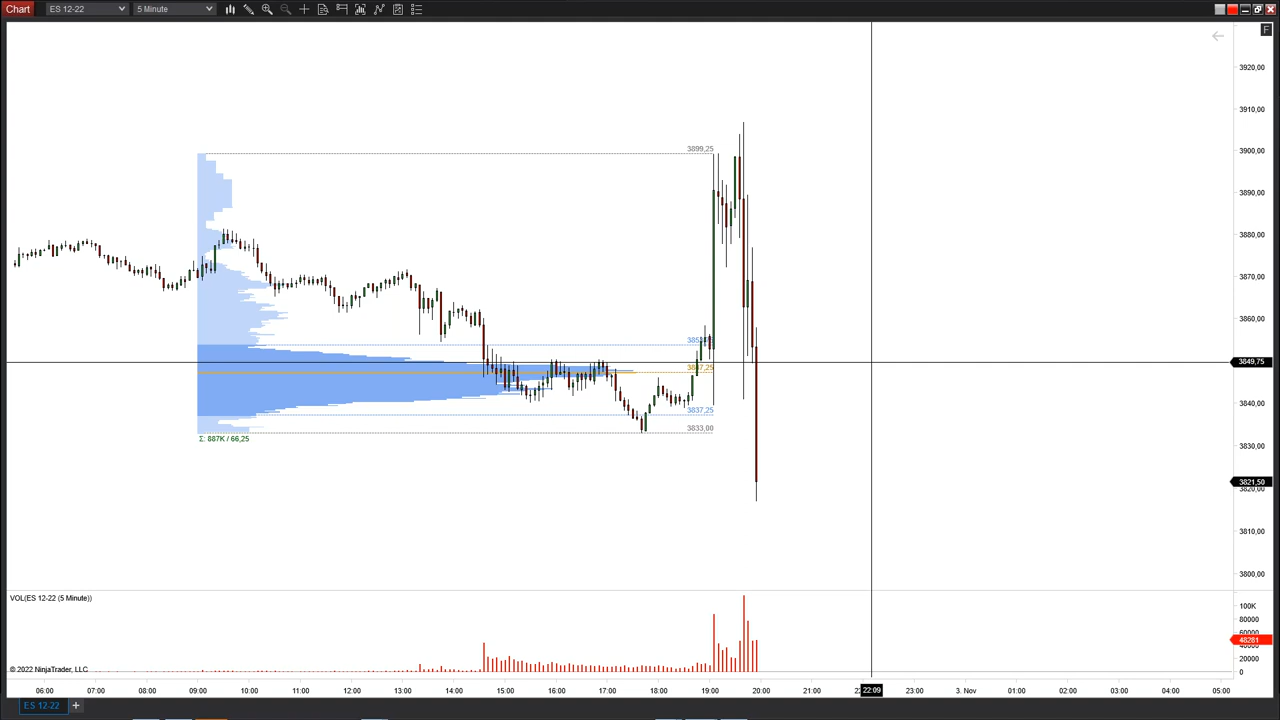 Chart ES 12-22 5 Minute
F
3920,00
3910,00
3899,25
3900,00
3890,00
3880,00
3870,00
3860,00
3849,75
3847,25
3840,00
3837,25
3833,00
3830,00
Σ: 887K / 66,25
3821,50
3820,00
3810,00
3800,00
VOL(ES 12-22 (5 Minute))
100K
80000
60000
48281
20000
0
© 2022 NinjaTrader, LLC
06:00 07:00 08:00 09:00 10:00 11:00 12:00 13:00 14:00 15:00 16:00 17:00 18:00 19:00 20:00 21:00 22:09 23:00 3. Nov 01:00 02:00 03:00 04:00 05:00
ES 12-22 +